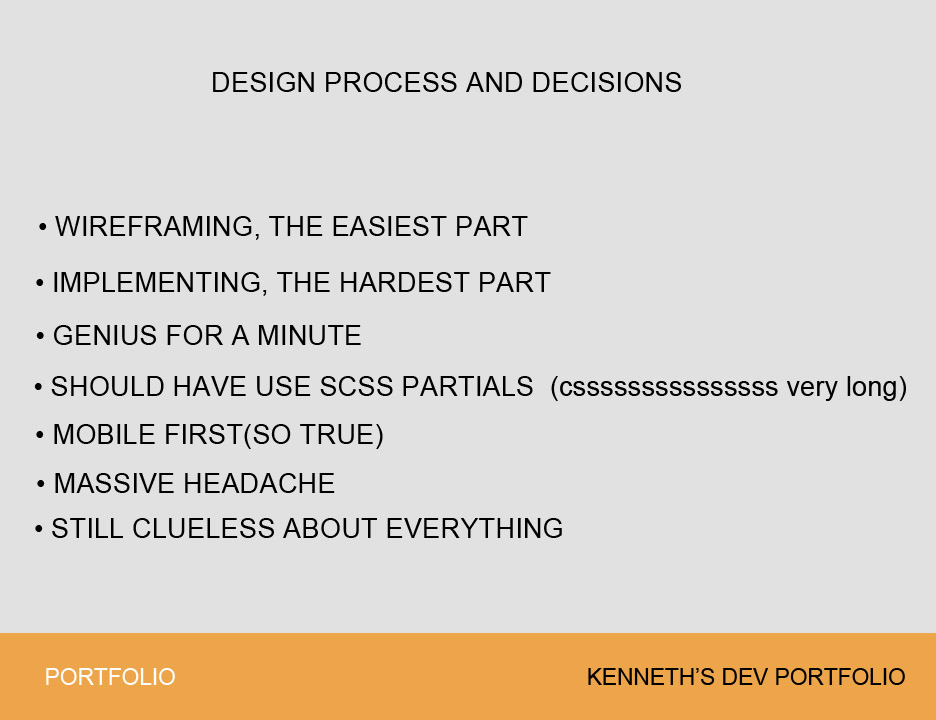 DESIGN PROCESS AND DECISIONS
• WIREFRAMING, THE EASIEST PART
• IMPLEMENTING, THE HARDEST PART
• GENIUS FOR A MINUTE
• SHOULD HAVE USE SCSS PARTIALS  (csssssssssssssss very long)
• MOBILE FIRST(SO TRUE)
• MASSIVE HEADACHE
• STILL CLUELESS ABOUT EVERYTHING
PORTFOLIO
KENNETH’S DEV PORTFOLIO